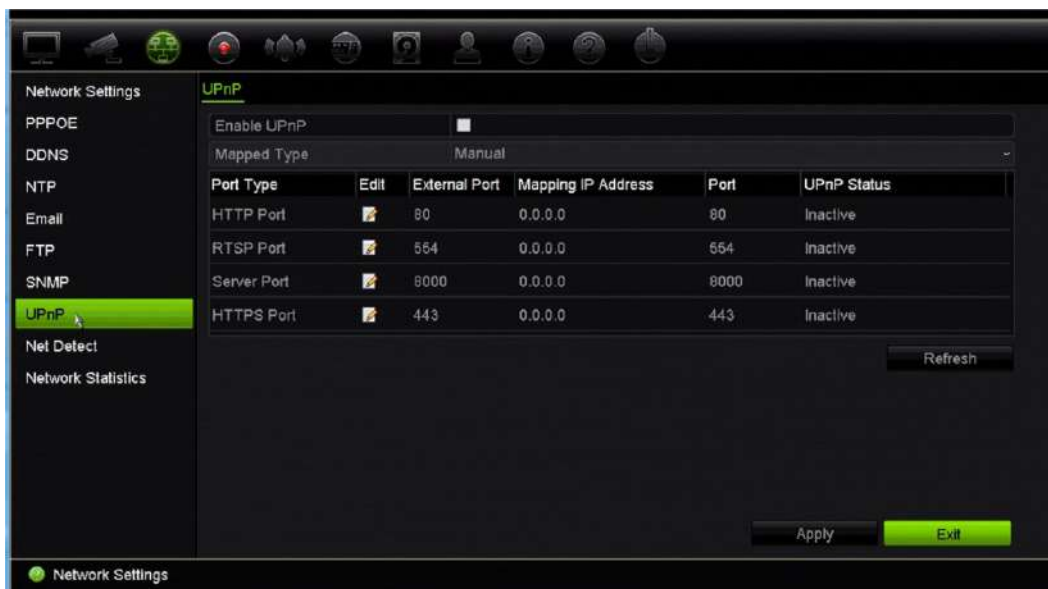 Network Settings
UPnP
PPPOE
Enable UPnP
DDNS
Mapped Type Manual
NTP
Port Type Edit External Port Mapping IP Address Port UPnP Status
Email
HTTP Port 80 0.0.0.0 80 Inactive
FTP
RTSP Port 554 0.0.0.0 554 Inactive
SNMP
Server Port 8000 0.0.0.0 8000 Inactive
UPnP
HTTPS Port 443 0.0.0.0 443 Inactive
Net Detect
Refresh
Network Statistics
Apply Exit
Network Settings